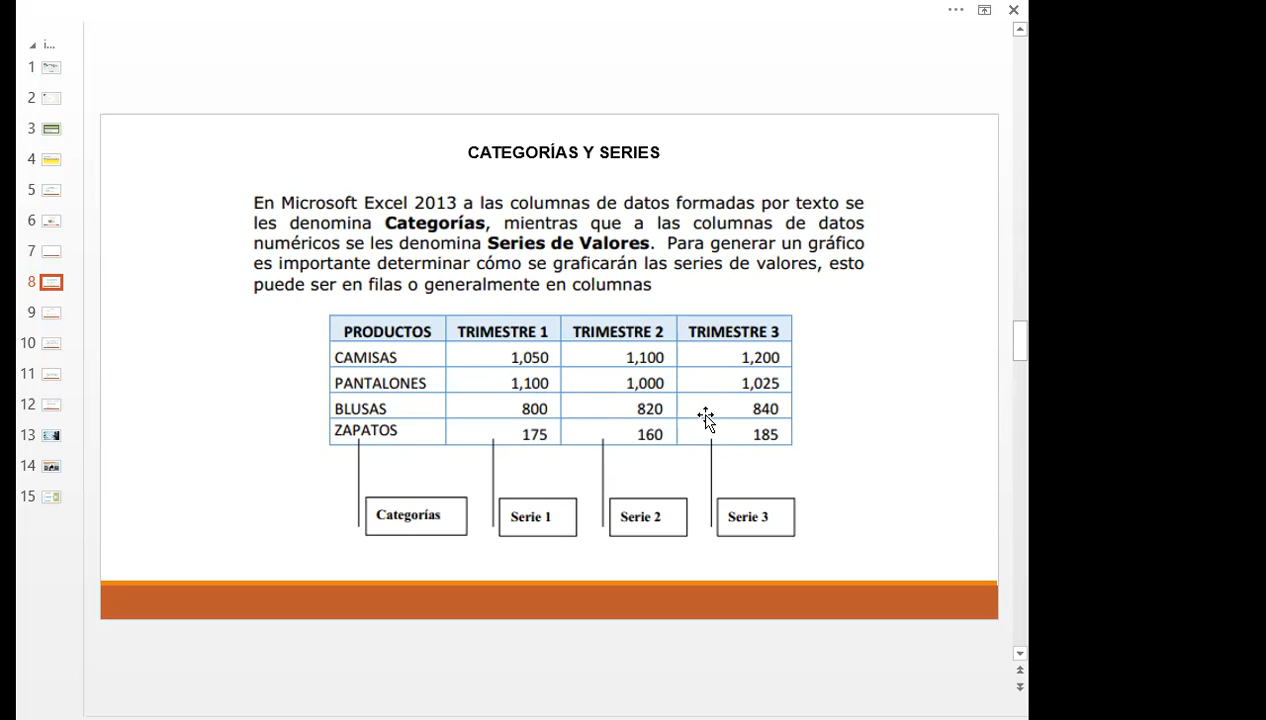 i...
1
2
3
4
5
6
7
8
9
10
11
12
13
14
15
CATEGORÍAS Y SERIES
En Microsoft Excel 2013 a las columnas de datos formadas por texto se
les denomina Categorías, mientras que a las columnas de datos
numéricos se les denomina Series de Valores. Para generar un gráfico
es importante determinar cómo se graficarán las series de valores, esto
puede ser en filas o generalmente en columnas
PRODUCTOS TRIMESTRE 1 TRIMESTRE 2 TRIMESTRE 3
CAMISAS 1,050 1,100 1,200
PANTALONES 1,100 1,000 1,025
BLUSAS 800 820 840
ZAPATOS 175 160 185
Categorías Serie 1 Serie 2 Serie 3